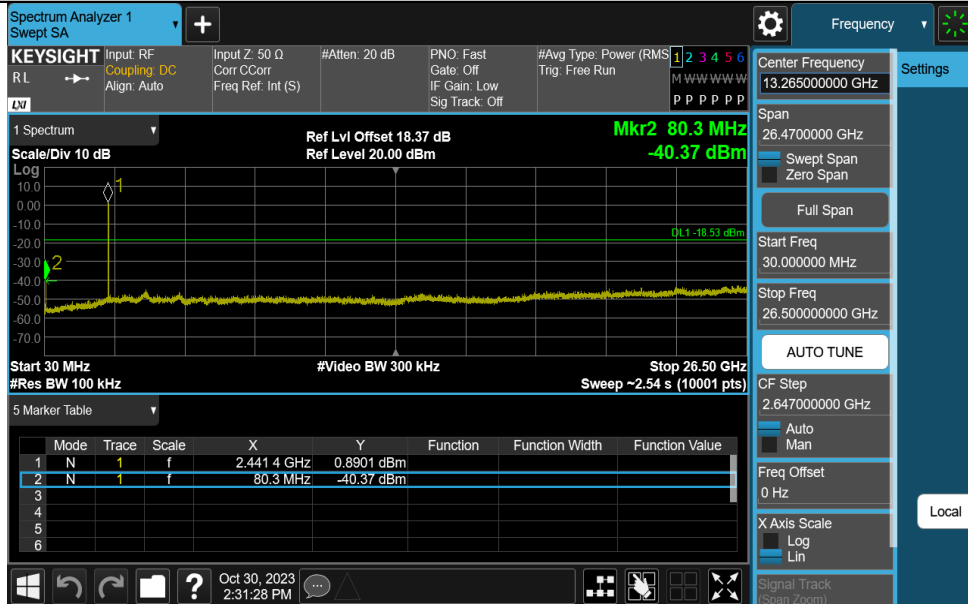 Spectrum Analyzer 1
Swept SA
+
Frequency
KEYSIGHT
RL
LXI
Input: RF
Coupling: DC
Align: Auto
Input Z: 50 Ω
Corr CCorr
Freq Ref: Int (S)
#Atten: 20 dB
PNO: Fast
Gate: Off
IF Gain: Low
Sig Track: Off
#Avg Type: Power (RMS
Trig: Free Run
1 2 3 4 5 6
M W W W W W
P P P P P P
1 Spectrum
Scale/Div 10 dB
Ref Lvl Offset 18.37 dB
Ref Level 20.00 dBm
Mkr2 80.3 MHz
-40.37 dBm
Log
10.0
0.00
-10.0
-20.0
-30.0
-40.0
-50.0
-60.0
-70.0
1
2
DL1 -18.53 dBm
Start 30 MHz
#Video BW 300 kHz
Stop 26.50 GHz
#Res BW 100 kHz
Sweep ~2.54 s (10001 pts)
5 Marker Table
Mode Trace Scale X Y Function Function Width Function Value
1 N 1 f 2.441 4 GHz 0.8901 dBm
2 N 1 f 80.3 MHz -40.37 dBm
3
4
5
6
Center Frequency
13.265000000 GHz
Span
26.4700000 GHz
Swept Span
Zero Span
Full Span
Start Freq
30.000000 MHz
Stop Freq
26.500000000 GHz
AUTO TUNE
CF Step
2.647000000 GHz
Auto
Man
Freq Offset
0 Hz
X Axis Scale
Log
Lin
Signal Track
(Span Zoom)
Settings
Local
?
Oct 30, 2023
2:31:28 PM